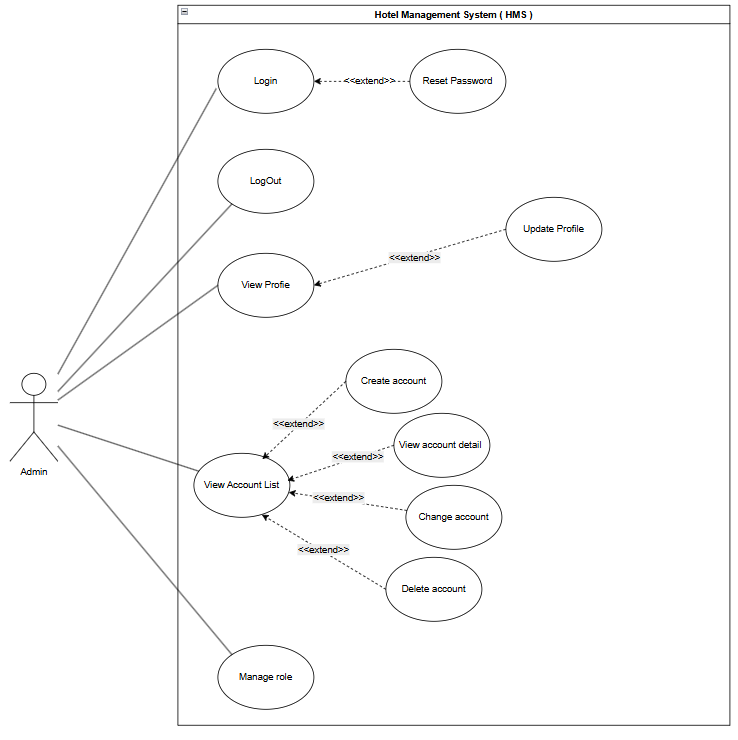 Hotel Management System ( HMS )
Login
<<extend>>
Reset Password
LogOut
Update Profile
<<extend>>
View Profie
Create account
<<extend>>
View account detail
<<extend>>
View Account List
<<extend>>
Change account
<<extend>>
Delete account
Admin
Manage role